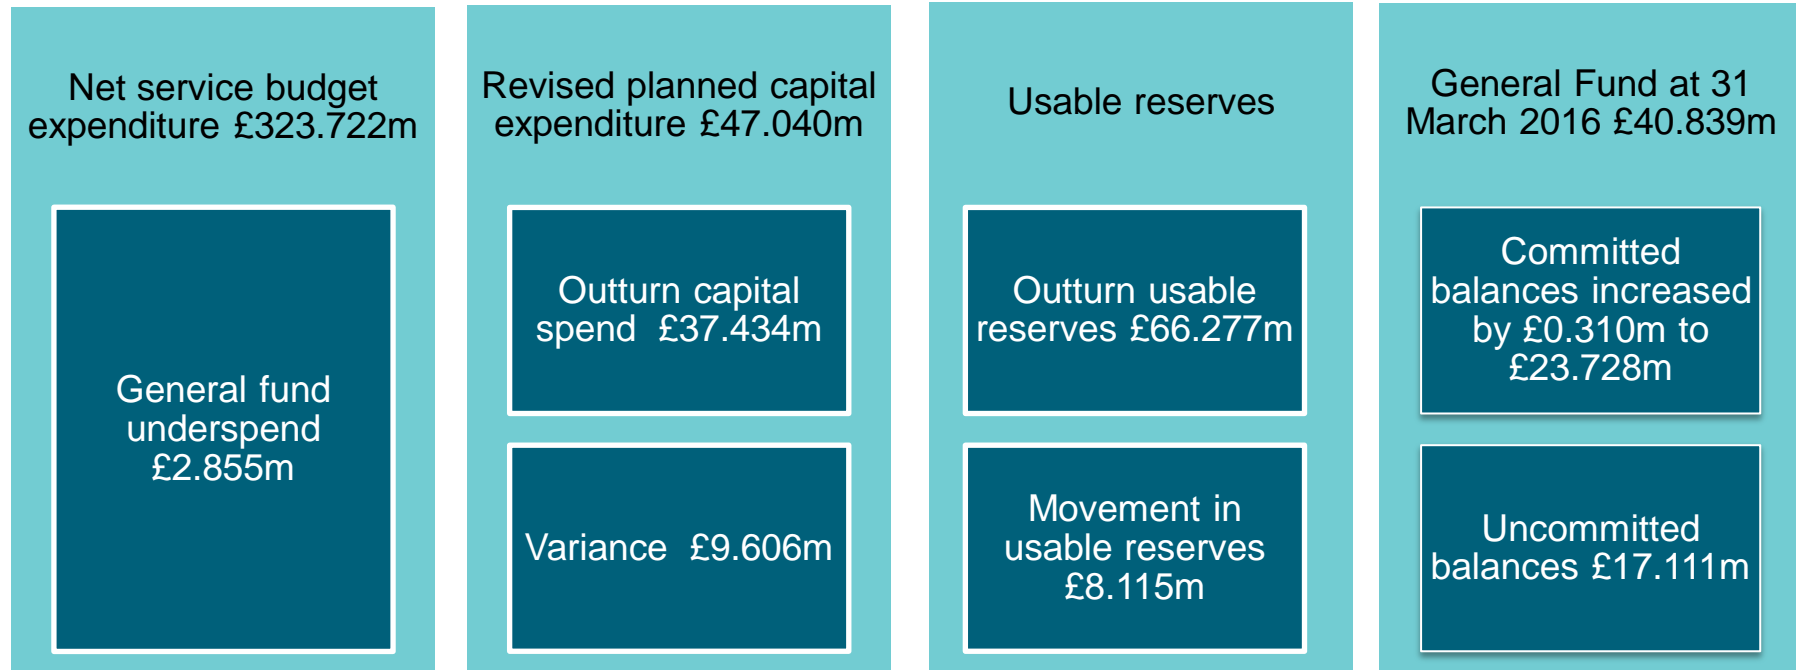 Net service budget
expenditure £323.722m
General fund
underspend
£2.855m
Revised planned capital
expenditure £47.040m
Outturn capital
spend  £37.434m
Variance  £9.606m
Usable reserves
Outturn usable
reserves £66.277m
Movement in
usable reserves
£8.115m
General Fund at 31
March 2016 £40.839m
Committed
balances increased
by £0.310m to
£23.728m
Uncommitted
balances £17.111m